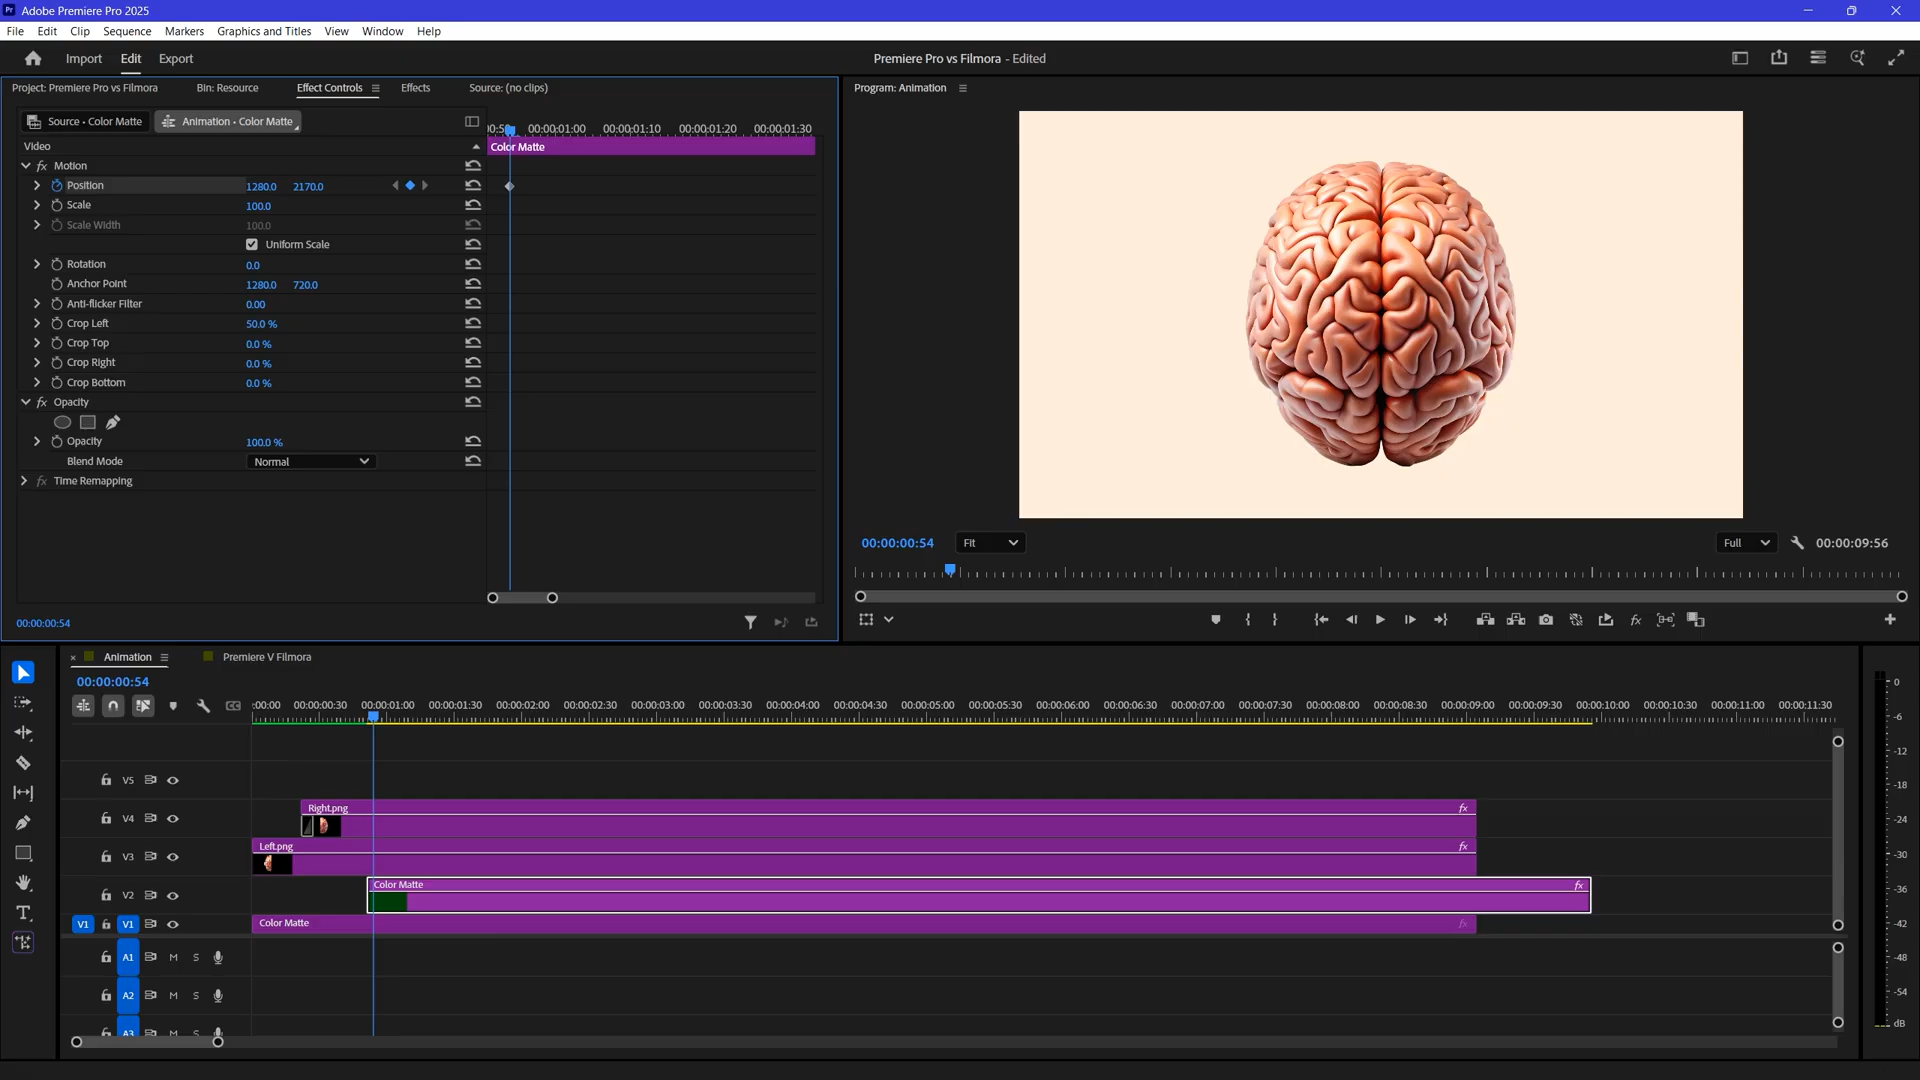 Pr Adobe Premiere Pro 2025
File Edit Clip Sequence Markers Graphics and Titles View Window Help
Import Edit Export
Premiere Pro vs Filmora - Edited
Project: Premiere Pro vs Filmora Bin: Resource Effect Controls Effects Source: (no clips)
Source • Color Matte Animation • Color Matte
00:00:01:00 00:00:01:10 00:00:01:20 00:00:01:30
Video
Color Matte
fx Motion
Position 1280.0 2170.0
Scale 100.0
Scale Width 100.0
Uniform Scale
Rotation 0.0
Anchor Point 1280.0 720.0
Anti-flicker Filter 0.00
Crop Left 50.0 %
Crop Top 0.0 %
Crop Right 0.0 %
Crop Bottom 0.0 %
fx Opacity
Opacity 100.0 %
Blend Mode Normal
fx Time Remapping
00:00:00:54
Program: Animation
00:00:00:54 Fit Full 00:00:09:56
fx
Animation Premiere V Filmora
00:00:00:54
CC
:00:00 00:00:00:30 00:00:01:00 00:00:01:30 00:00:02:00 00:00:02:30 00:00:03:00 00:00:03:30 00:00:04:00 00:00:04:30 00:00:05:00 00:00:05:30 00:00:06:00 00:00:06:30 00:00:07:00 00:00:07:30 00:00:08:00 00:00:08:30 00:00:09:00 00:00:09:30 00:00:10:00 00:00:10:30 00:00:11:00 00:00:11:30
V5
V4 Right.png fx
V3 Left.png fx
V2 Color Matte fx
V1 V1 Color Matte fx
A1 M S
A2 M S
A3 M S
0
-6
-12
-18
-24
-30
-36
-42
-48
-54
dB